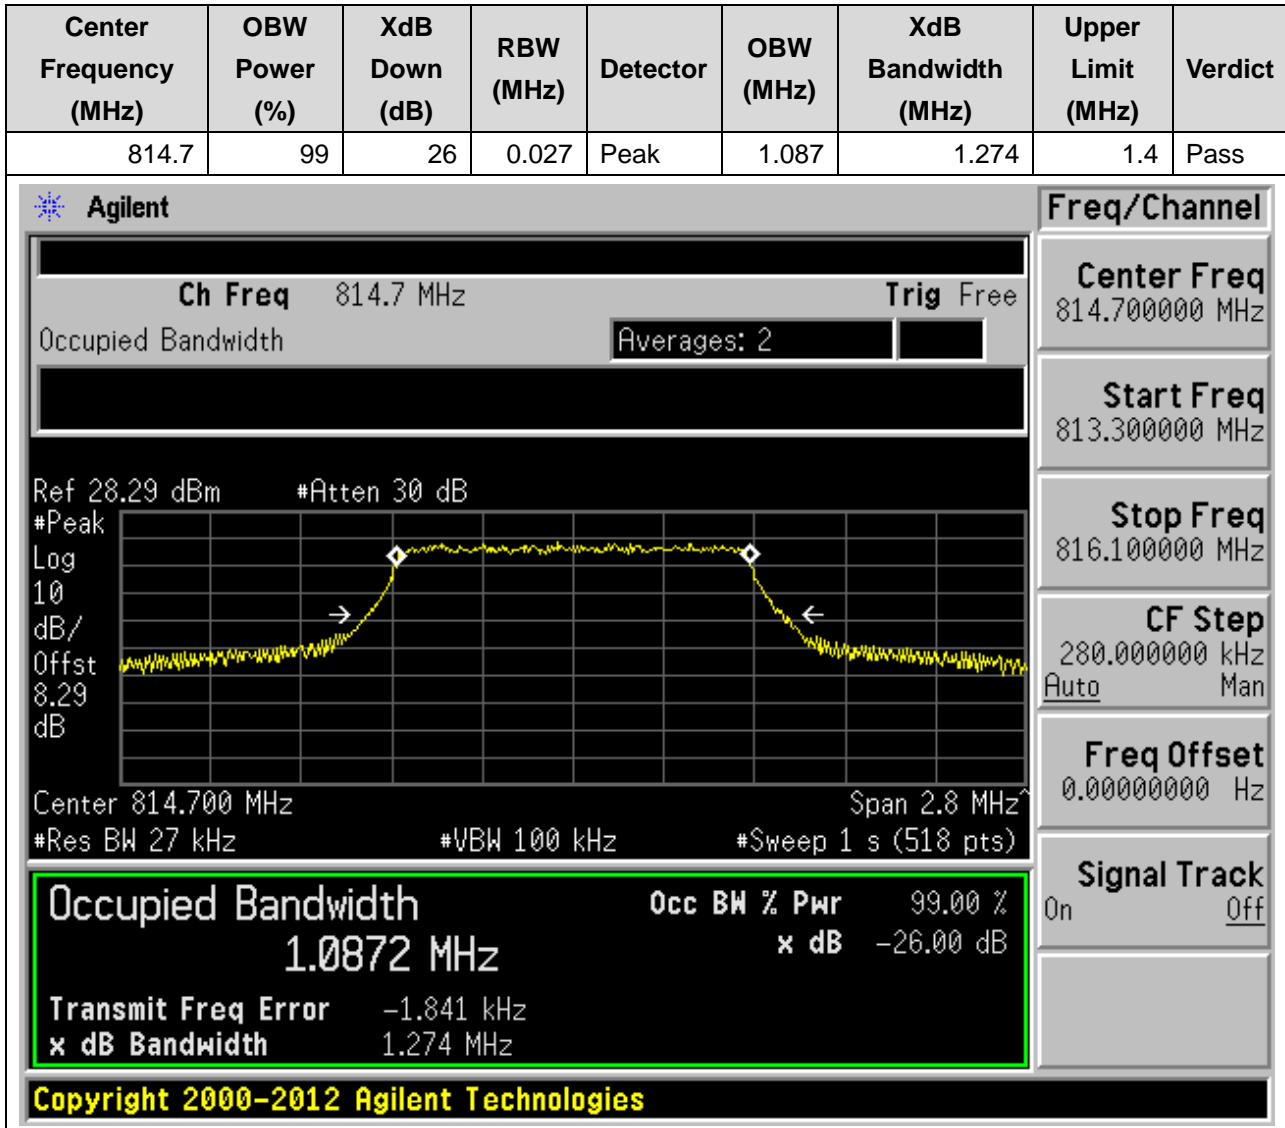 Center Frequency (MHz) OBW Power (%) XdB Down (dB) RBW (MHz) Detector OBW (MHz) XdB Bandwidth (MHz) Upper Limit (MHz) Verdict
814.7 99 26 0.027 Peak 1.087 1.274 1.4 Pass
Agilent
Freq/Channel
Ch Freq 814.7 MHz Trig Free
Occupied Bandwidth Averages: 2
Center Freq
814.700000 MHz
Start Freq
813.300000 MHz
Stop Freq
816.100000 MHz
CF Step
280.000000 kHz
Auto Man
Freq Offset
0.00000000 Hz
Signal Track
On Off
Ref 28.29 dBm #Atten 30 dB
#Peak
Log
10
dB/
Offst
8.29
dB
Center 814.700 MHz Span 2.8 MHz^
#Res BW 27 kHz #VBW 100 kHz #Sweep 1 s (518 pts)
Occupied Bandwidth Occ BW % Pwr 99.00 %
1.0872 MHz x dB -26.00 dB
Transmit Freq Error -1.841 kHz
x dB Bandwidth 1.274 MHz
Copyright 2000-2012 Agilent Technologies